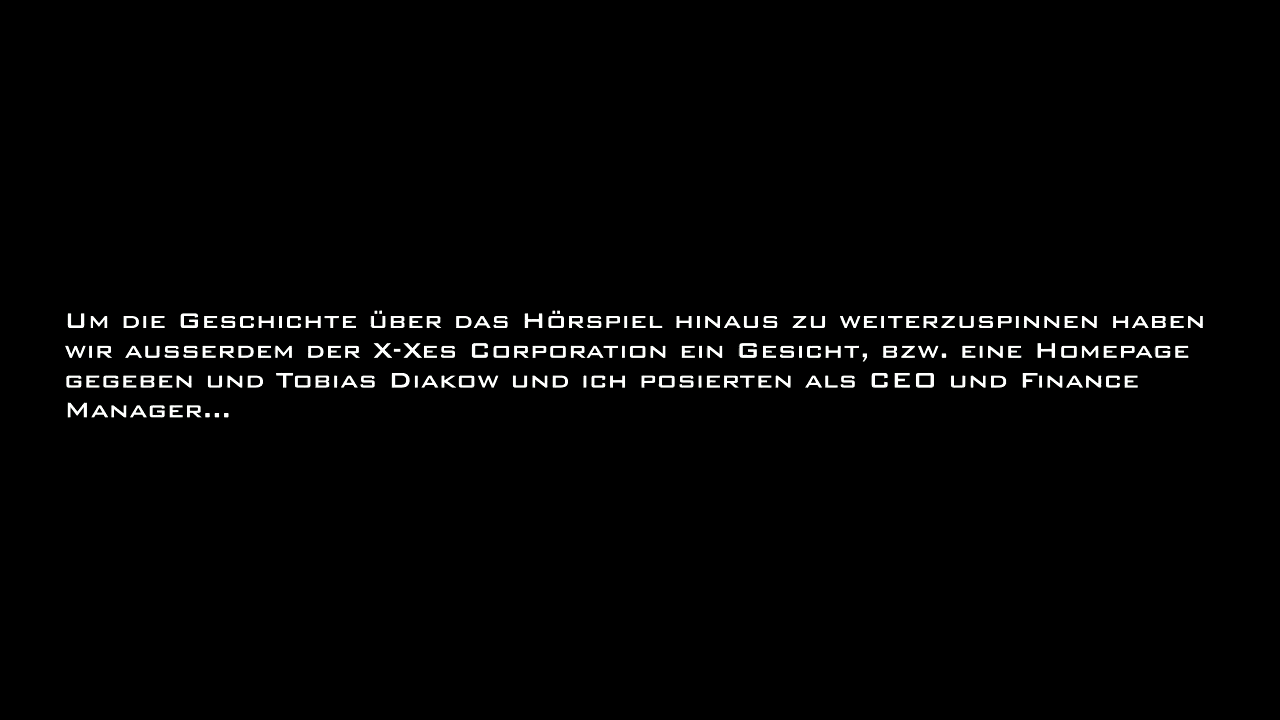 Um die Geschichte über das Hörspiel hinaus zu weiterzuspinnen haben
wir ausserdem der X-Xes Corporation ein Gesicht, bzw. eine Homepage
gegeben und Tobias Diakow und ich posierten als CEO und Finance
Manager...